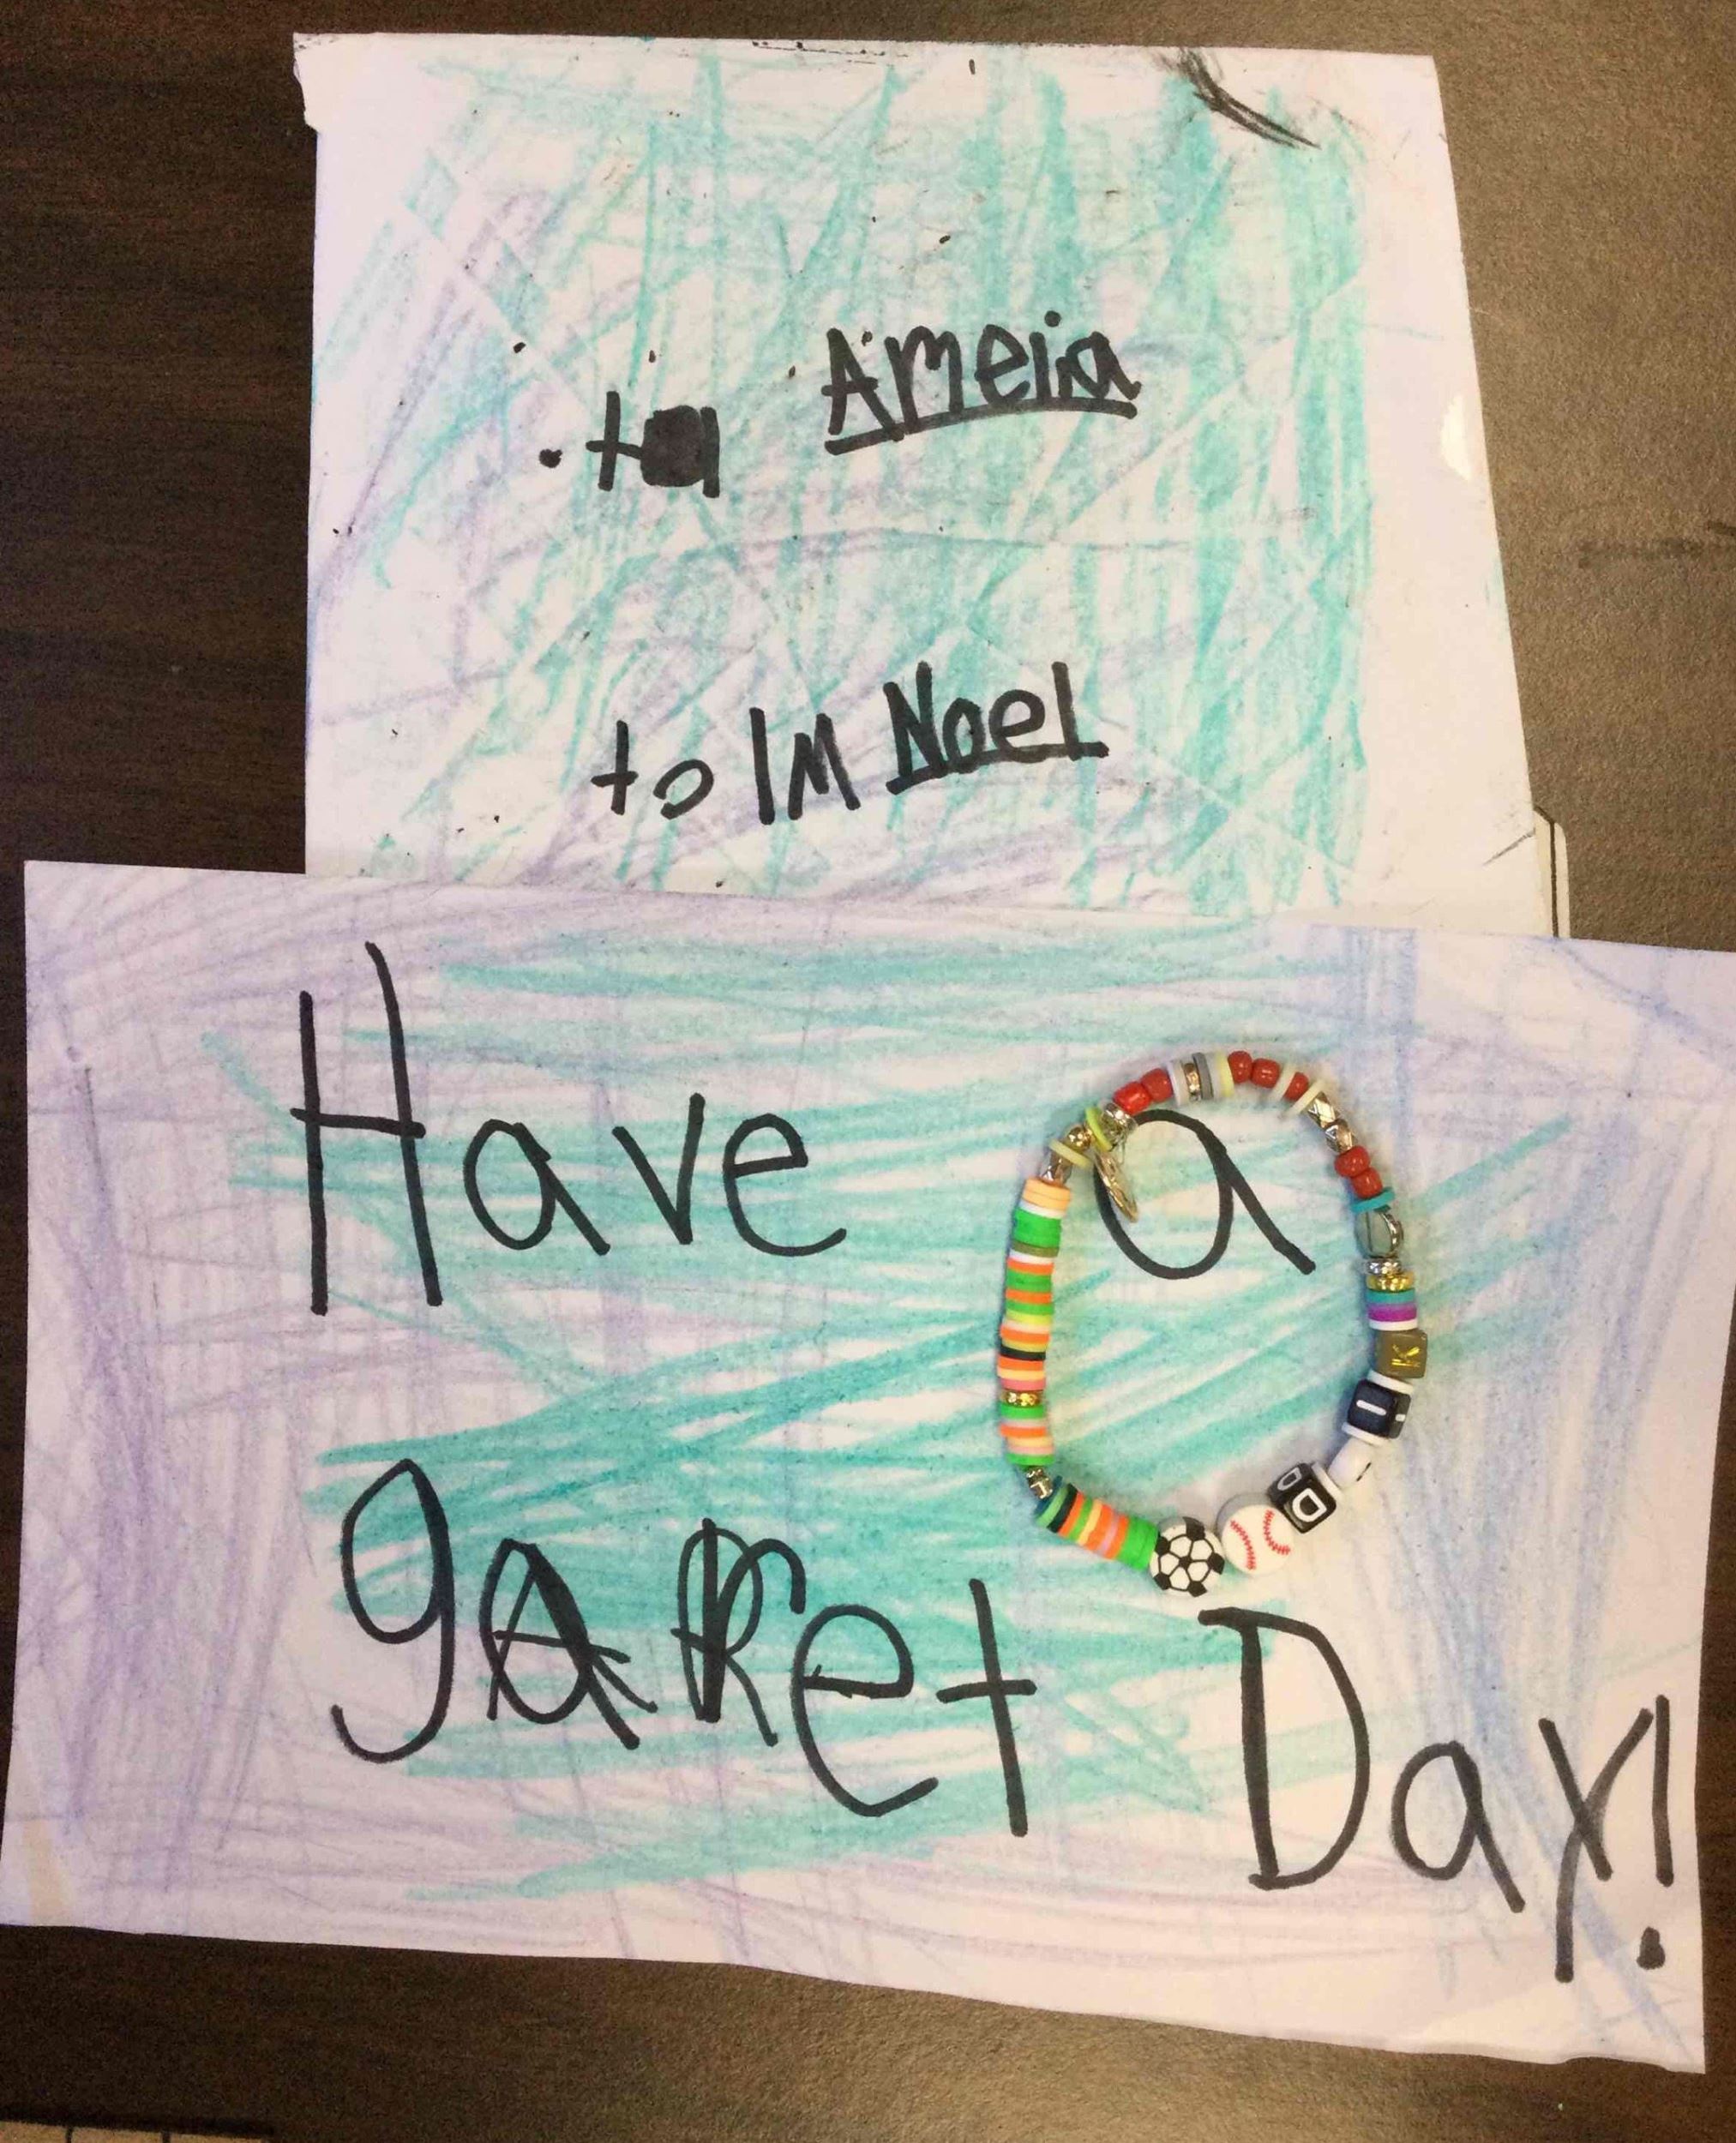 to Ameia
to Im Noel
Have a
garet Day!
K
I
D